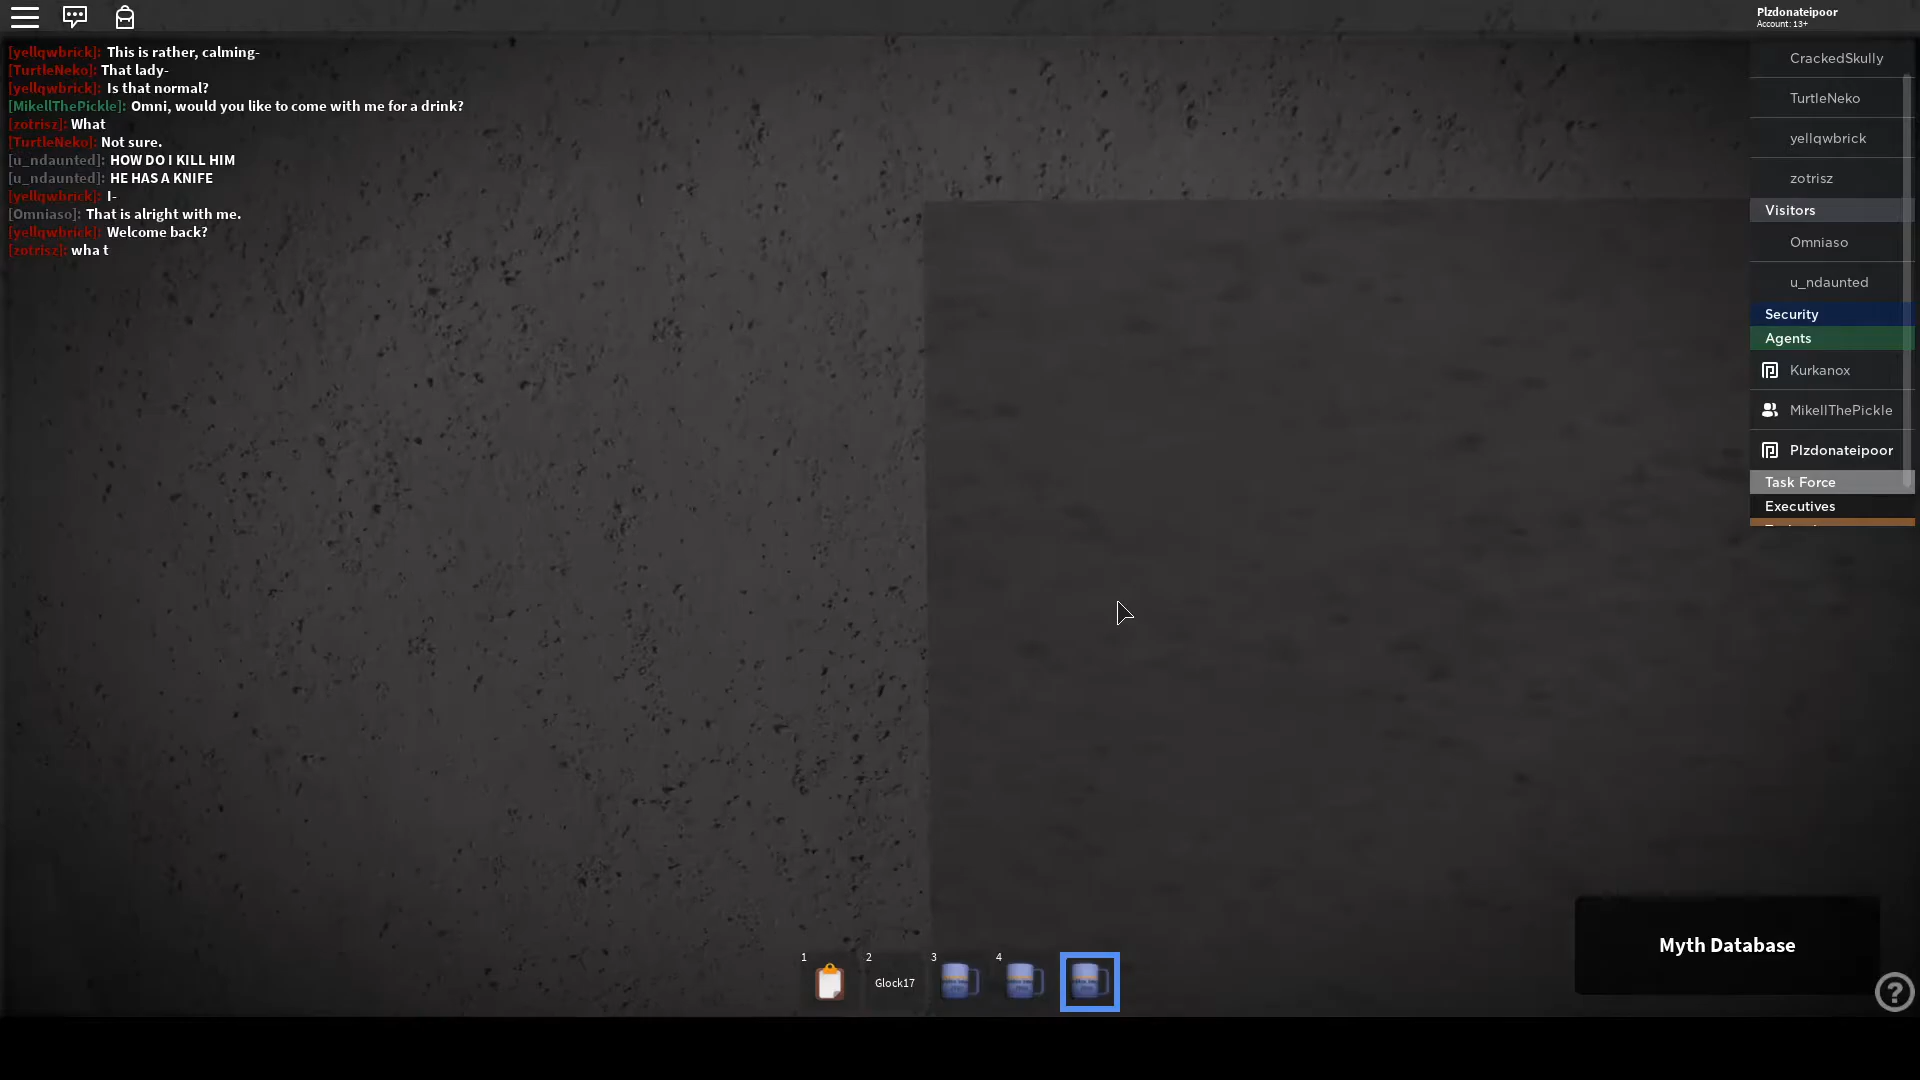 Plzdonateipoor
Account: 13+
[yellqwbrick]: This is rather, calming-
[TurtleNeko]: That lady-
[yellqwbrick]: Is that normal?
[MikellThePickle]: Omni, would you like to come with me for a drink?
[zotrisz]: What
[TurtleNeko]: Not sure.
[u_ndaunted]: HOW DO I KILL HIM
[u_ndaunted]: HE HAS A KNIFE
[yellqwbrick]: I-
[Omniaso]: That is alright with me.
[yellqwbrick]: Welcome back?
[zotrisz]: wha t
CrackedSkully
TurtleNeko
yellqwbrick
zotrisz
Visitors
Omniaso
u_ndaunted
Security
Agents
Kurkanox
MikellThePickle
Plzdonateipoor
Task Force
Executives
Myth Database
1
2
3
4
Glock17
?